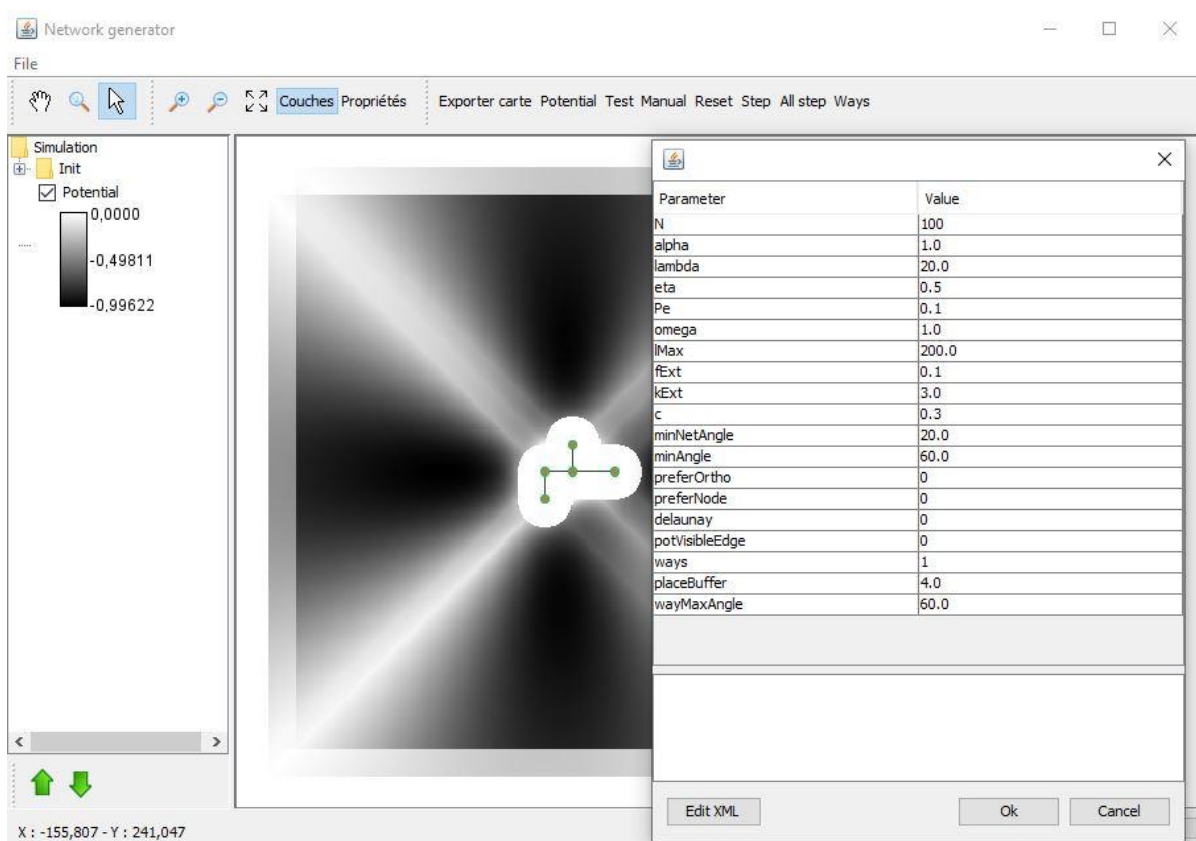 Network generator
File
Couches Propriétés Exporter carte Potential Test Manual Reset Step All step Ways
Simulation
Init
Potential
0,0000
-0,49811
-0,99622
Parameter Value
N 100
alpha 1.0
lambda 20.0
eta 0.5
Pe 0.1
omega 1.0
lMax 200.0
fExt 0.1
kExt 3.0
c 0.3
minNetAngle 20.0
minAngle 60.0
preferOrtho 0
preferNode 0
delaunay 0
potVisibleEdge 0
ways 1
placeBuffer 4.0
wayMaxAngle 60.0
Edit XML Ok Cancel
X : -155,807 - Y : 241,047